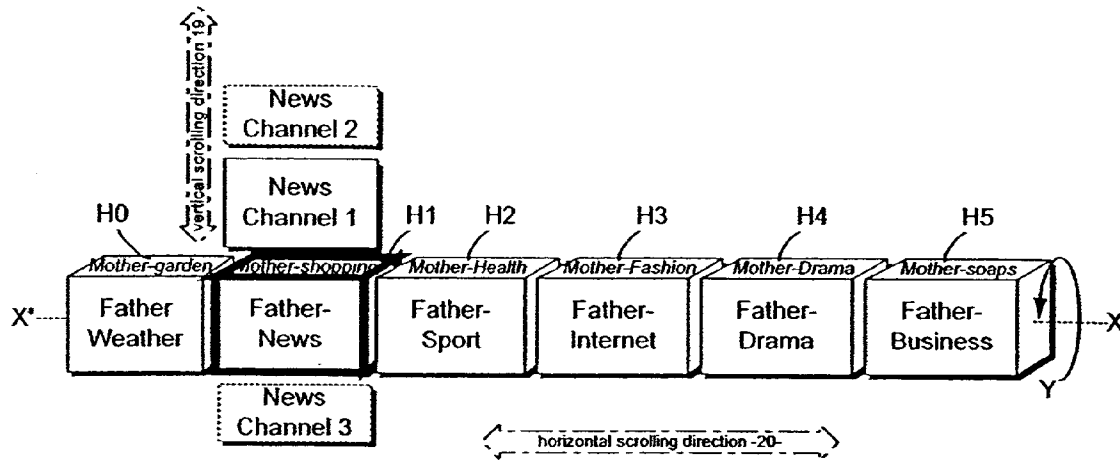 vertical scrolling direction 19
News
Channel 2
News
Channel 1
H0
H1
H2
H3
H4
H5
Mother-garden
Mother-shopping
Mother-Health
Mother-Fashion
Mother-Drama
Mother-soaps
X"
Father
Weather
Father-
News
Father-
Sport
Father-
Internet
Father-
Drama
Father-
Business
X
Y
News
Channel 3
horizontal scrolling direction -20-